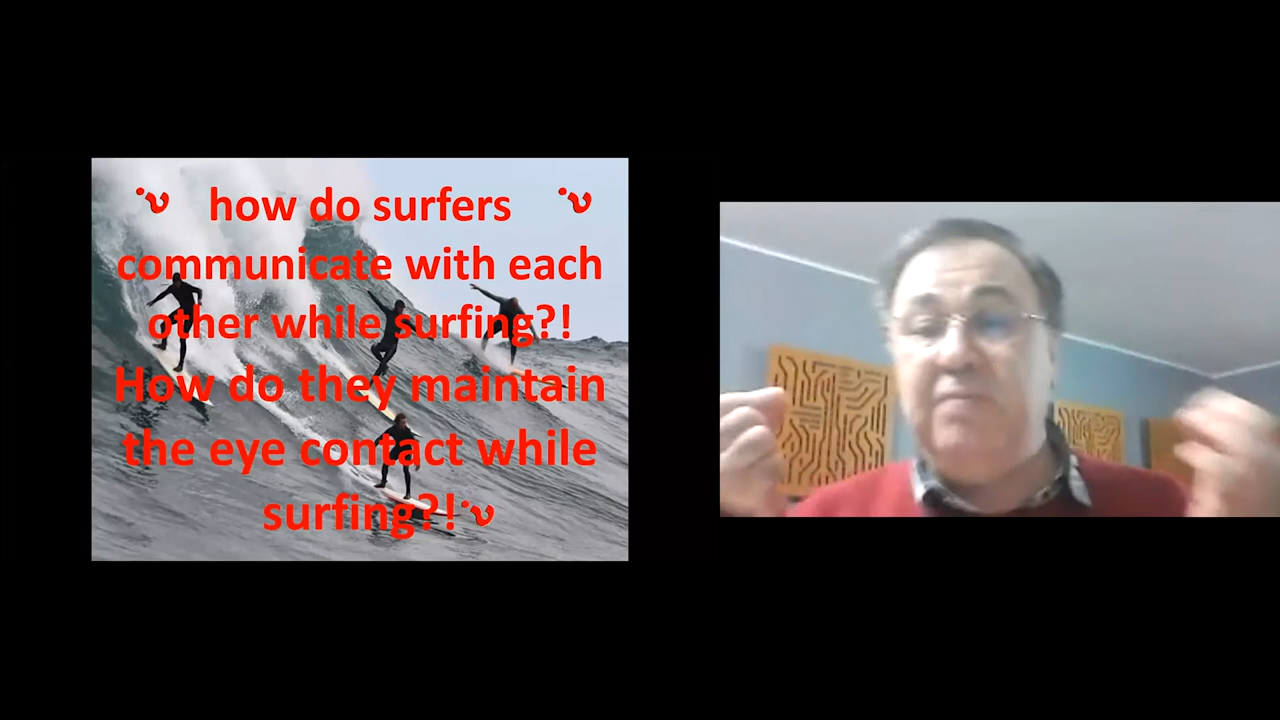 how do surfers
communicate with each
other while surfing?!
How do they maintain
the eye contact while
surfing?!